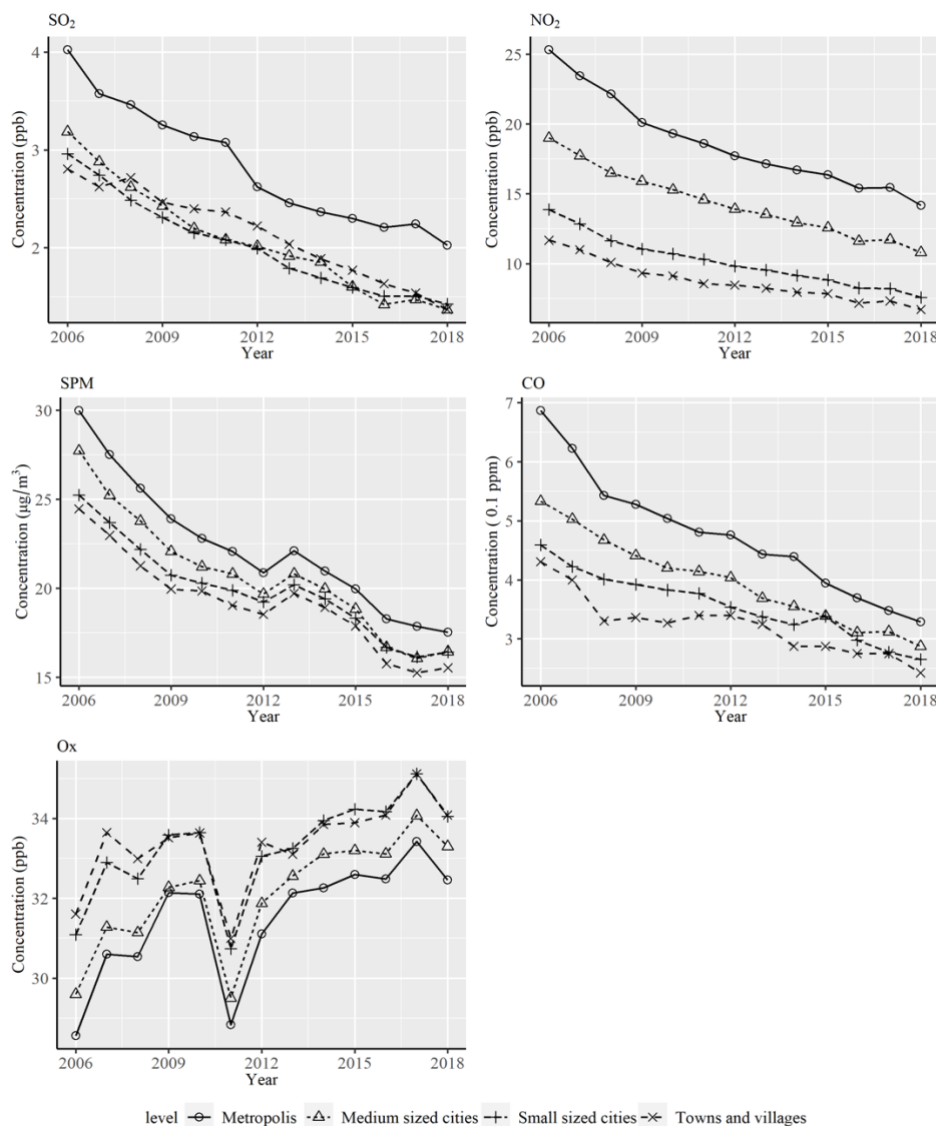 SO₂
NO₂
Concentration (ppb)
4
3
2
2006 2009 2012 2015 2018
Year
Concentration (ppb)
25
20
15
10
2006 2009 2012 2015 2018
Year
SPM
CO
Concentration (μg/m³)
30
25
20
15
2006 2009 2012 2015 2018
Year
Concentration ( 0.1 ppm)
7
6
5
4
3
2006 2009 2012 2015 2018
Year
Ox
Concentration (ppb)
34
32
30
2006 2009 2012 2015 2018
Year
level Metropolis Medium sized cities Small sized cities Towns and villages